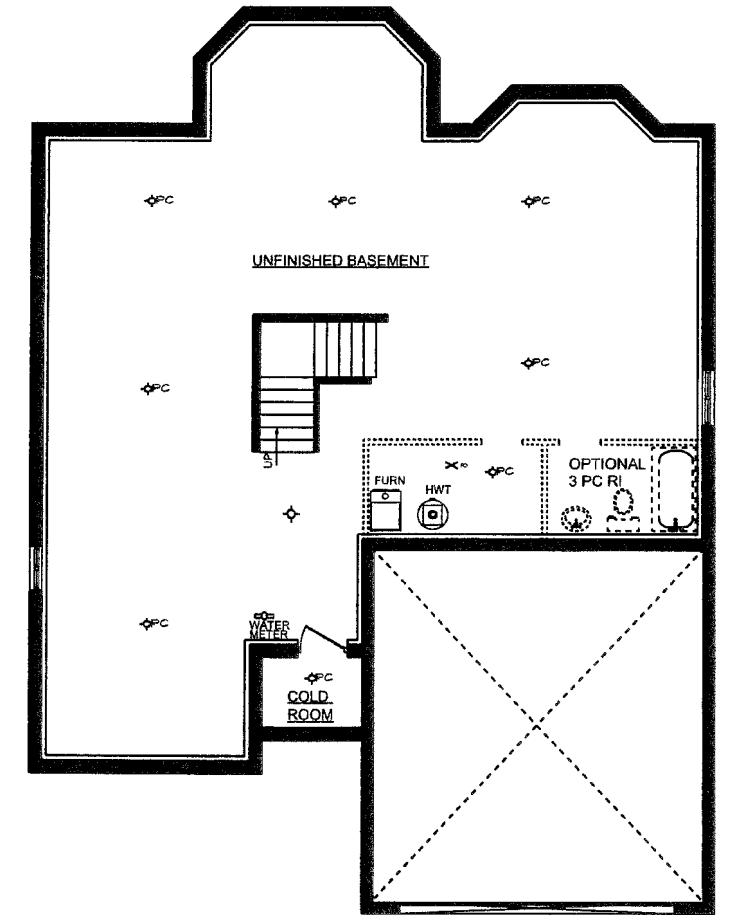 PC
PC
PC
UNFINISHED BASEMENT
PC
PC
UP
OPTIONAL
3 PC RI
PC
FURN
HWT
PC
WATER
METER
PC
COLD
ROOM